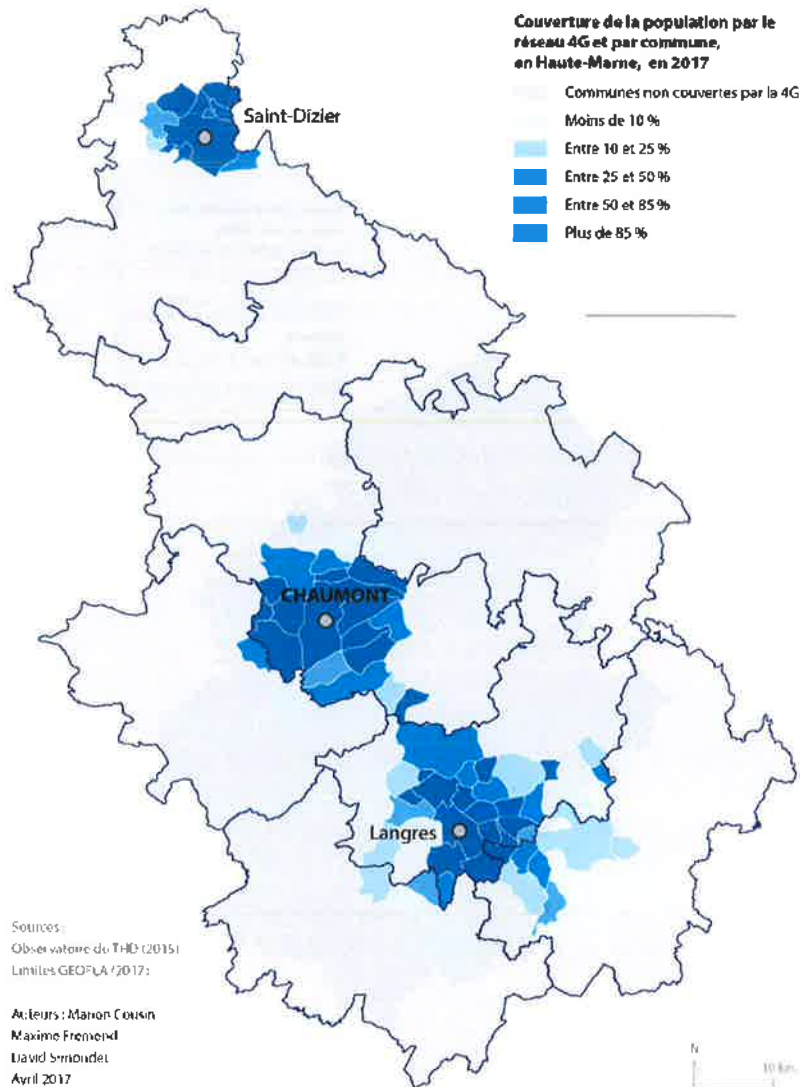 Couverture de la population par le
réseau 4G et par commune,
en Haute-Marne, en 2017
Communes non couvertes par la 4G
Moins de 10 %
Entre 10 et 25 %
Entre 25 et 50 %
Entre 50 et 85 %
Plus de 85 %
Saint-Dizier
CHAUMONT
Langres
Sources :
Observatoire du THD (2015)
Limites GEOFLA (2017)
Auteurs : Marion Cousin
Maxime Fremond
David Simondet
Avril 2017
N
10 km